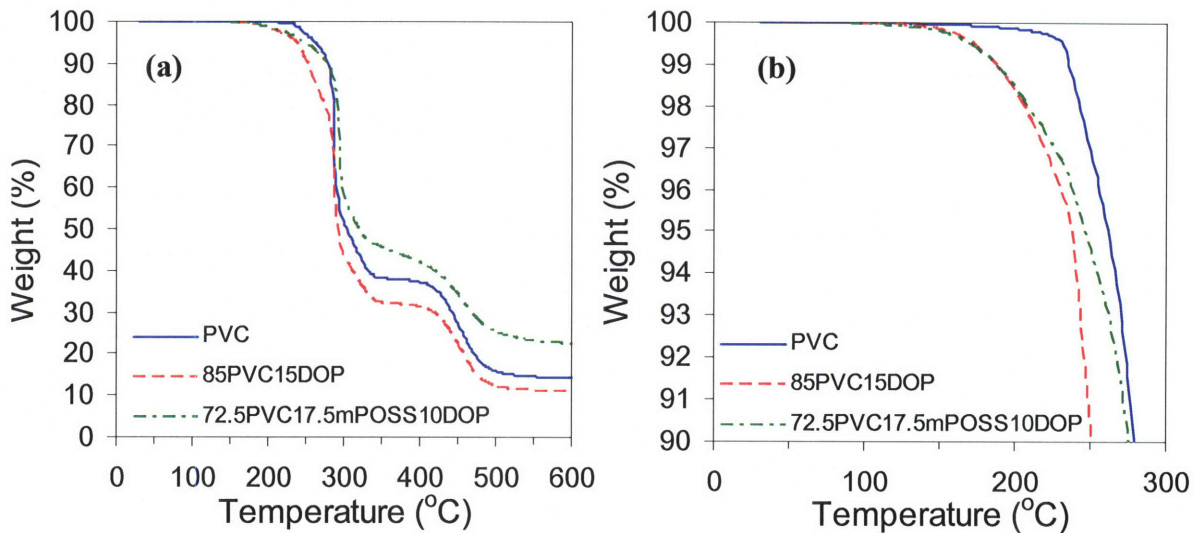 (a)
Weight (%)
100
90
80
70
60
50
40
30
20
10
0
PVC
85PVC15DOP
72.5PVC17.5mPOSS10DOP
0 100 200 300 400 500 600
Temperature (°C)
(b)
Weight (%)
100
99
98
97
96
95
94
93
92
91
90
PVC
85PVC15DOP
72.5PVC17.5mPOSS10DOP
0 100 200 300
Temperature (°C)